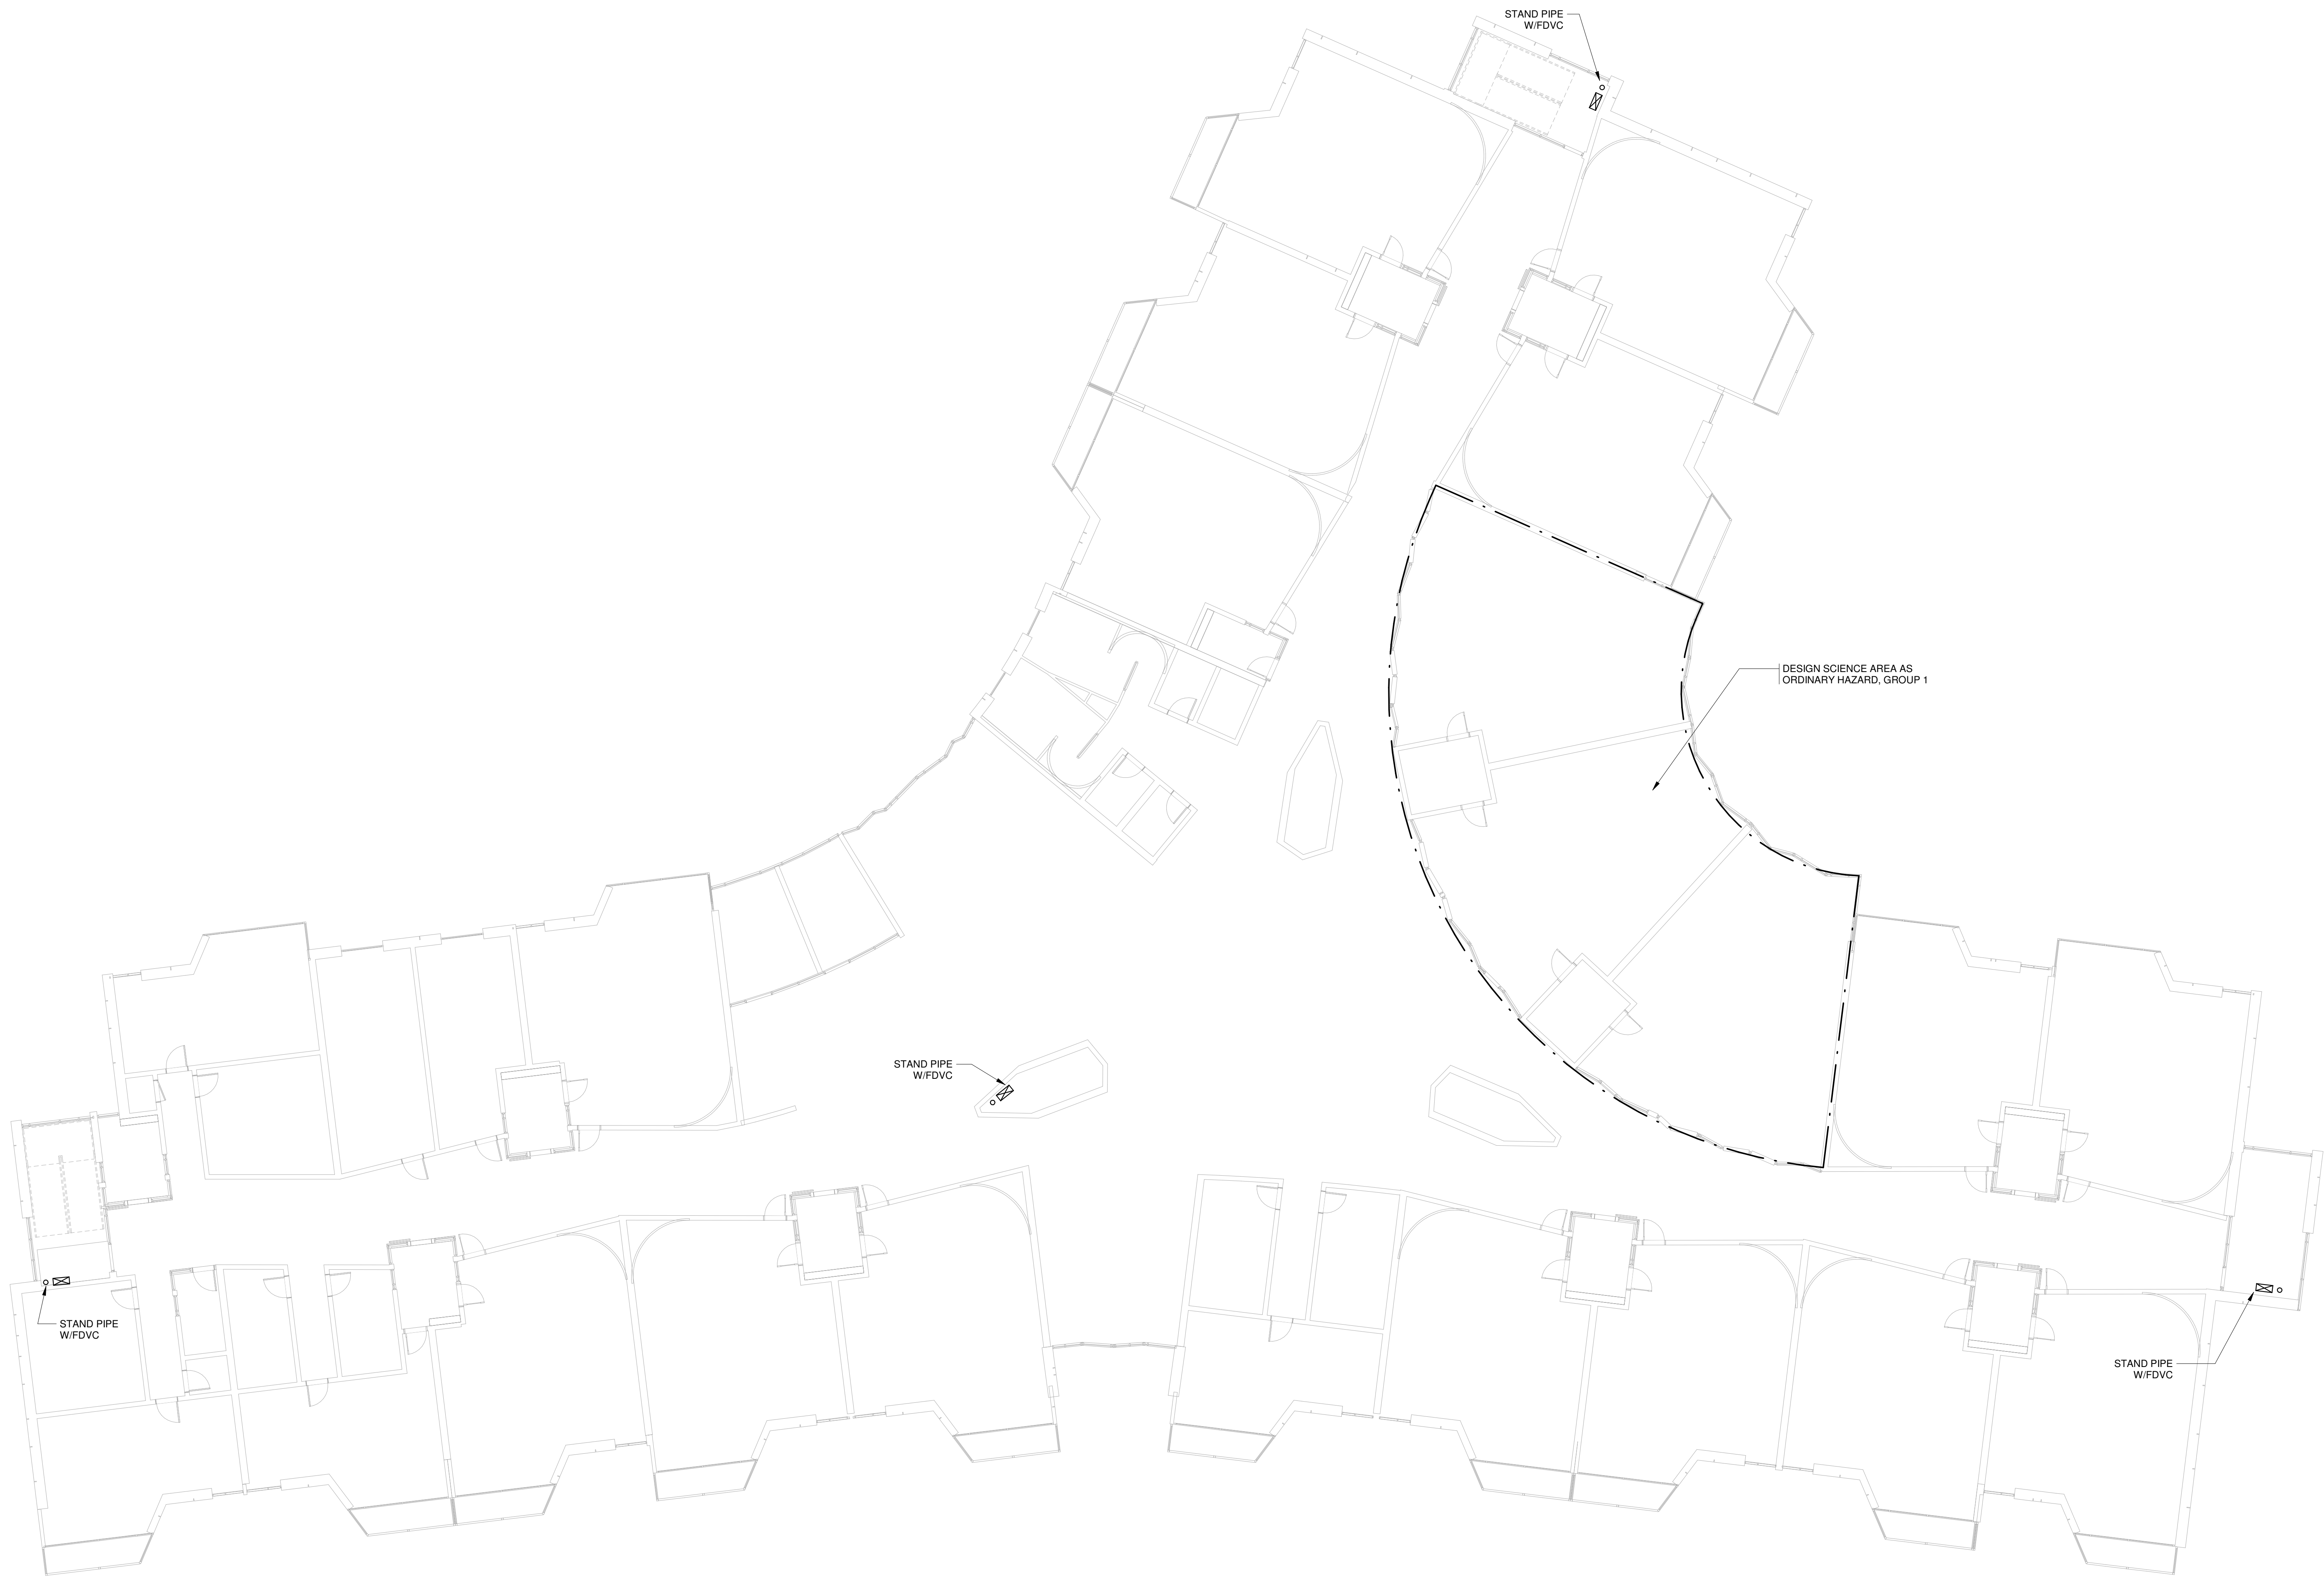 STAND PIPE
W/FDVC
DESIGN SCIENCE AREA AS
ORDINARY HAZARD, GROUP 1
STAND PIPE
W/FDVC
STAND PIPE
W/FDVC
STAND PIPE
W/FDVC